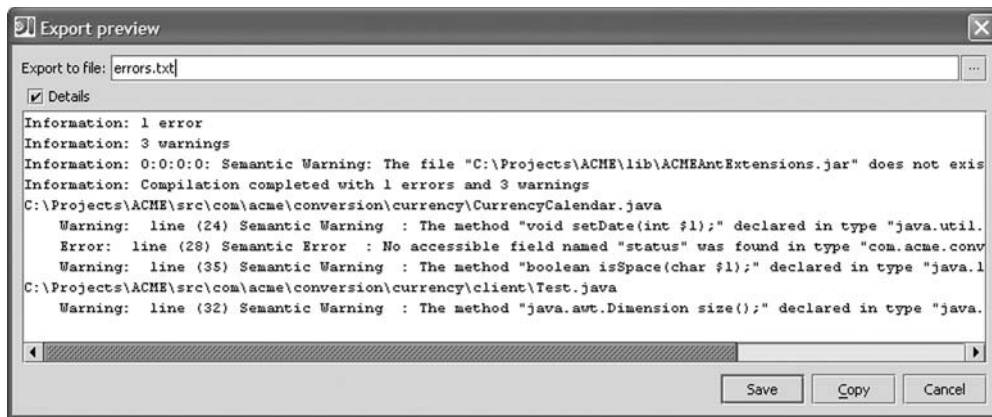 Export preview
Export to file: errors.txt ...
Details
Information: 1 error
Information: 3 warnings
Information: 0:0:0:0: Semantic Warning: The file "C:\Projects\ACME\lib\ACMEAntExtensions.jar" does not exis
Information: Compilation completed with 1 errors and 3 warnings
C:\Projects\ACME\src\com\acme\conversion\currency\CurrencyCalendar.java
Warning: line (24) Semantic Warning : The method "void setDate(int $1);" declared in type "java.util.
Error: line (28) Semantic Error : No accessible field named "status" was found in type "com.acme.conv
Warning: line (35) Semantic Warning : The method "boolean isSpace(char $1);" declared in type "java.l
C:\Projects\ACME\src\com\acme\conversion\currency\client\Test.java
Warning: line (32) Semantic Warning : The method "java.awt.Dimension size();" declared in type "java.
Save Copy Cancel